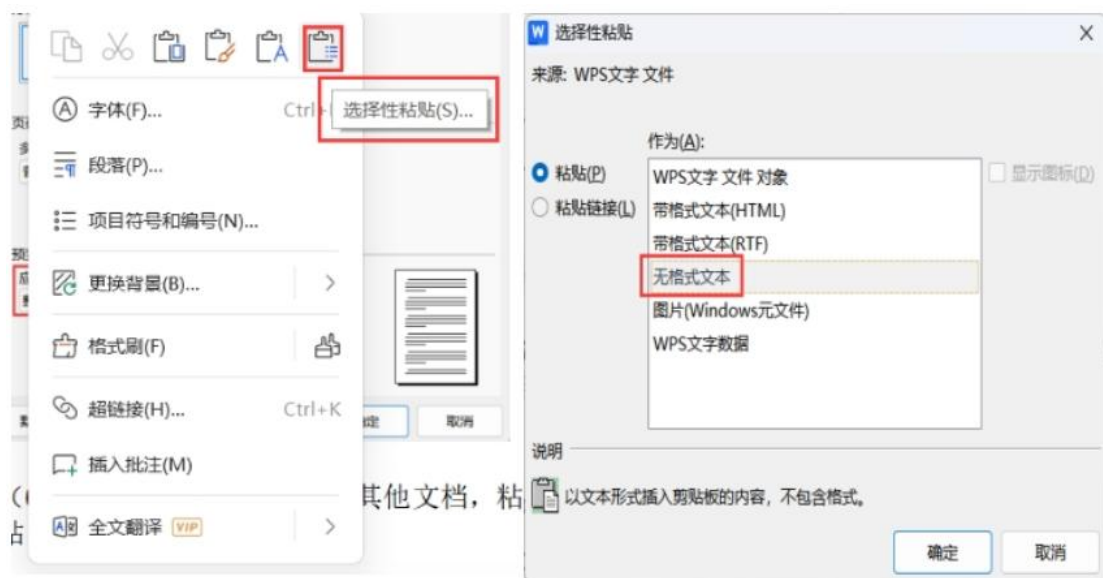 字体(F)...
Ctrl+
选择性粘贴(S)...
段落(P)...
项目符号和编号(N)...
更换背景(B)...
格式刷(F)
超链接(H)...
Ctrl+K
取消
插入批注(M)
其他文档，粘
全文翻译 VIP
选择性粘贴
来源: WPS文字 文件
作为(A):
粘贴(P)
粘贴链接(L)
WPS文字 文件 对象
带格式文本(HTML)
带格式文本(RTF)
无格式文本
图片(Windows元文件)
WPS文字数据
显示图标(D)
说明
以文本形式插入剪贴板的内容，不包含格式。
确定
取消